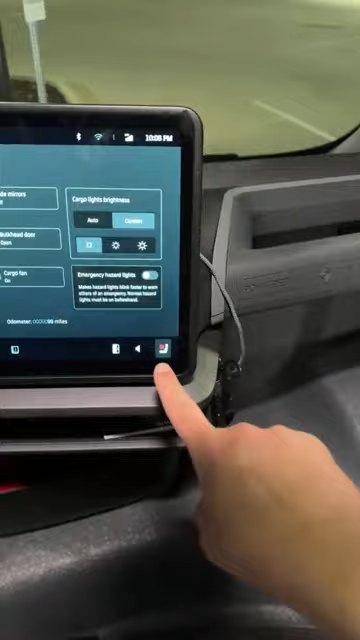 10:08 PM
de mirrors
Cargo lights brightness
Auto
Custom
Bulkhead door
Open
Cargo fan
On
Emergency hazard lights
Makes hazard lights blink faster to warn
others of an emergency. Normal hazard
lights must be on beforehand.
Odometer: 0000099 miles